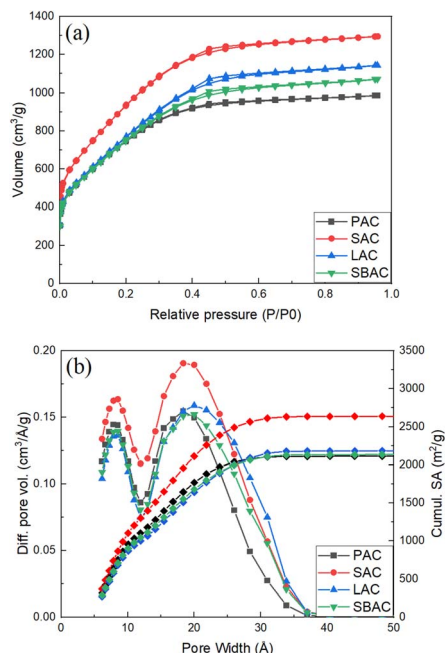 (a)
1400
1200
1000
800
600
400
200
0
Volume (cm³/g)
PAC
SAC
LAC
SBAC
0.0 0.2 0.4 0.6 0.8 1.0
Relative pressure (P/P0)
(b)
0.20
0.15
0.10
0.05
0.00
Diff. pore vol. (cm³/Å/g)
3500
3000
2500
2000
1500
1000
500
0
Cumul. SA (m²/g)
PAC
SAC
LAC
SBAC
0 10 20 30 40 50
Pore Width (Å)